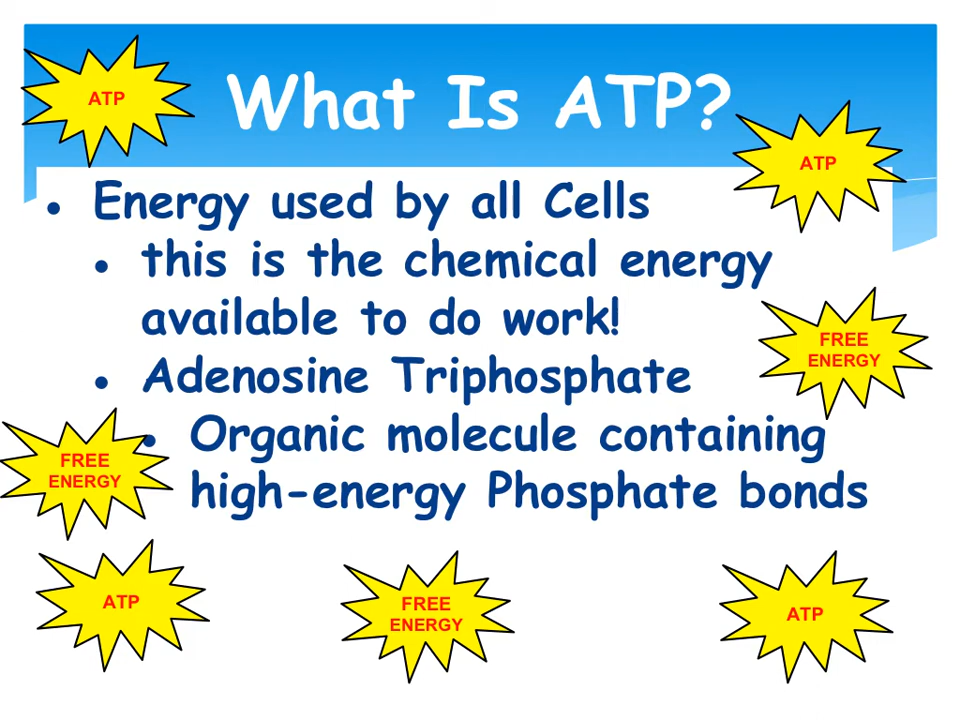 What Is ATP?
ATP
ATP
• Energy used by all Cells
• this is the chemical energy
available to do work!
FREE
ENERGY
• Adenosine Triphosphate
• Organic molecule containing
high-energy Phosphate bonds
FREE
ENERGY
ATP
FREE
ENERGY
ATP